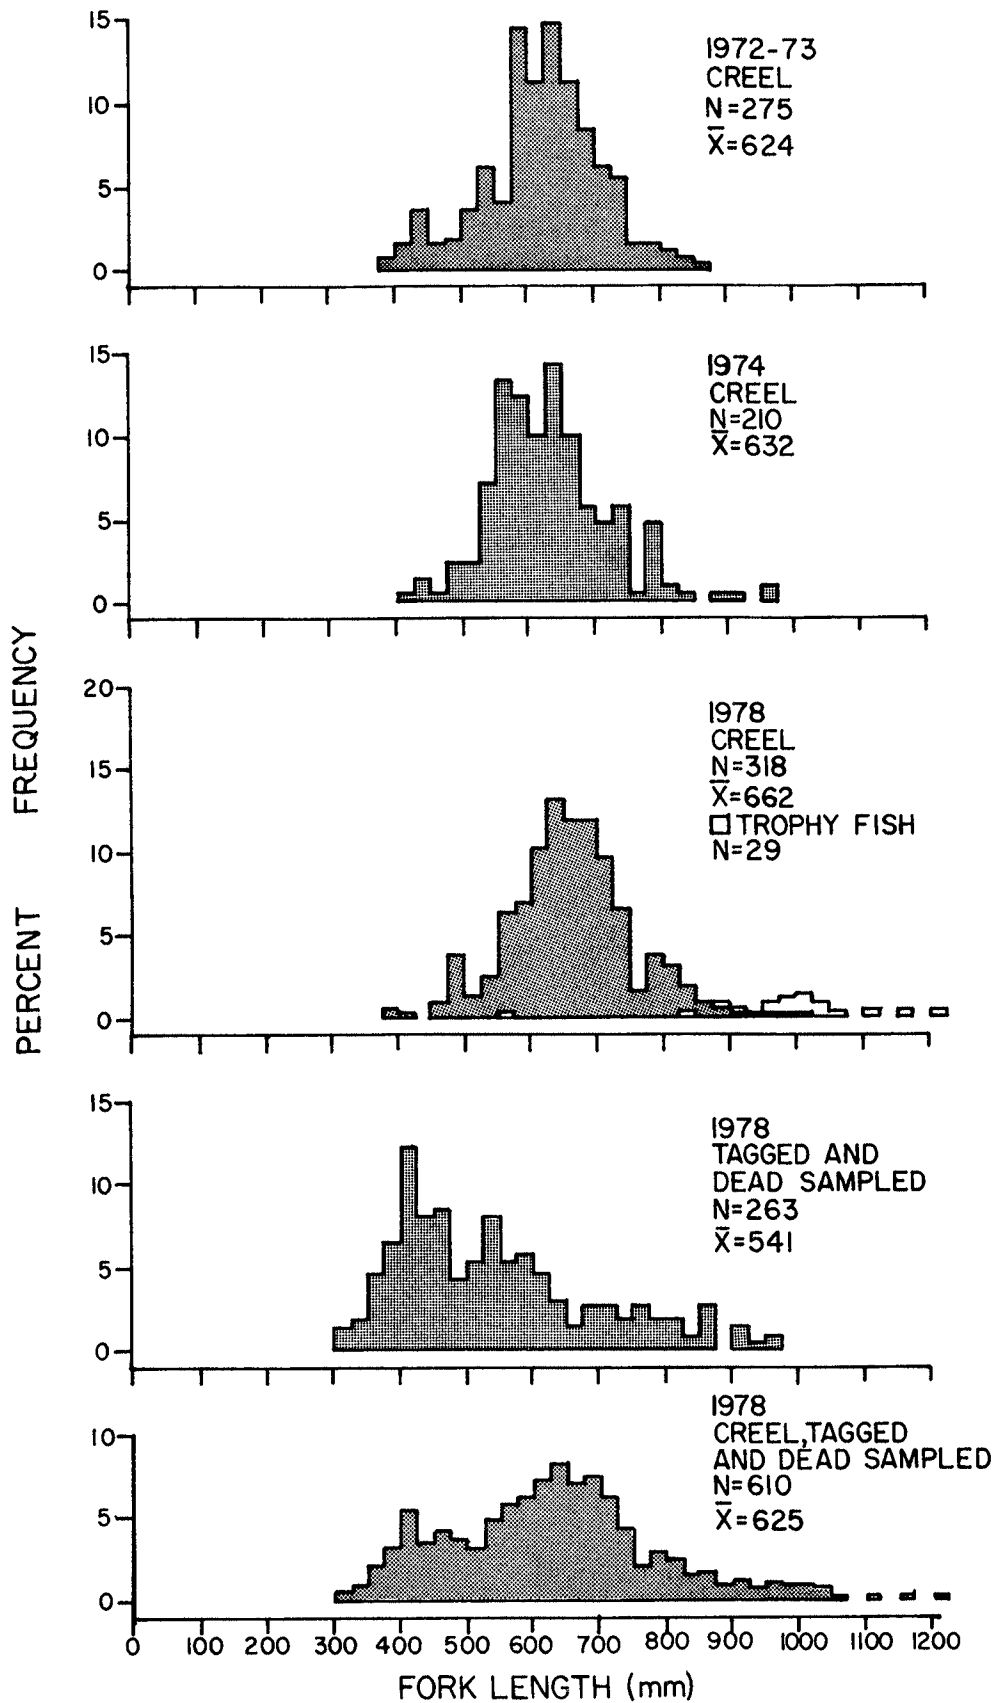 15
10
5
0
1972-73
CREEL
N=275
X̄=624
15
10
5
0
1974
CREEL
N=210
X̄=632
PERCENT FREQUENCY
20
15
10
5
0
1978
CREEL
N=318
X̄=662
TROPHY FISH
N=29
15
10
5
0
1978
TAGGED AND
DEAD SAMPLED
N=263
X̄=541
10
5
0
1978
CREEL,TAGGED
AND DEAD SAMPLED
N=610
X̄=625
0 100 200 300 400 500 600 700 800 900 1000 1100 1200
FORK LENGTH (mm)